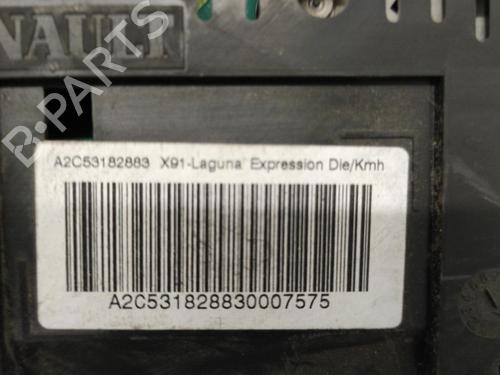 NAULT
B-PARTS
A2C53182883 X91-Laguna Expression Die/Kmh
A2C531828830007575